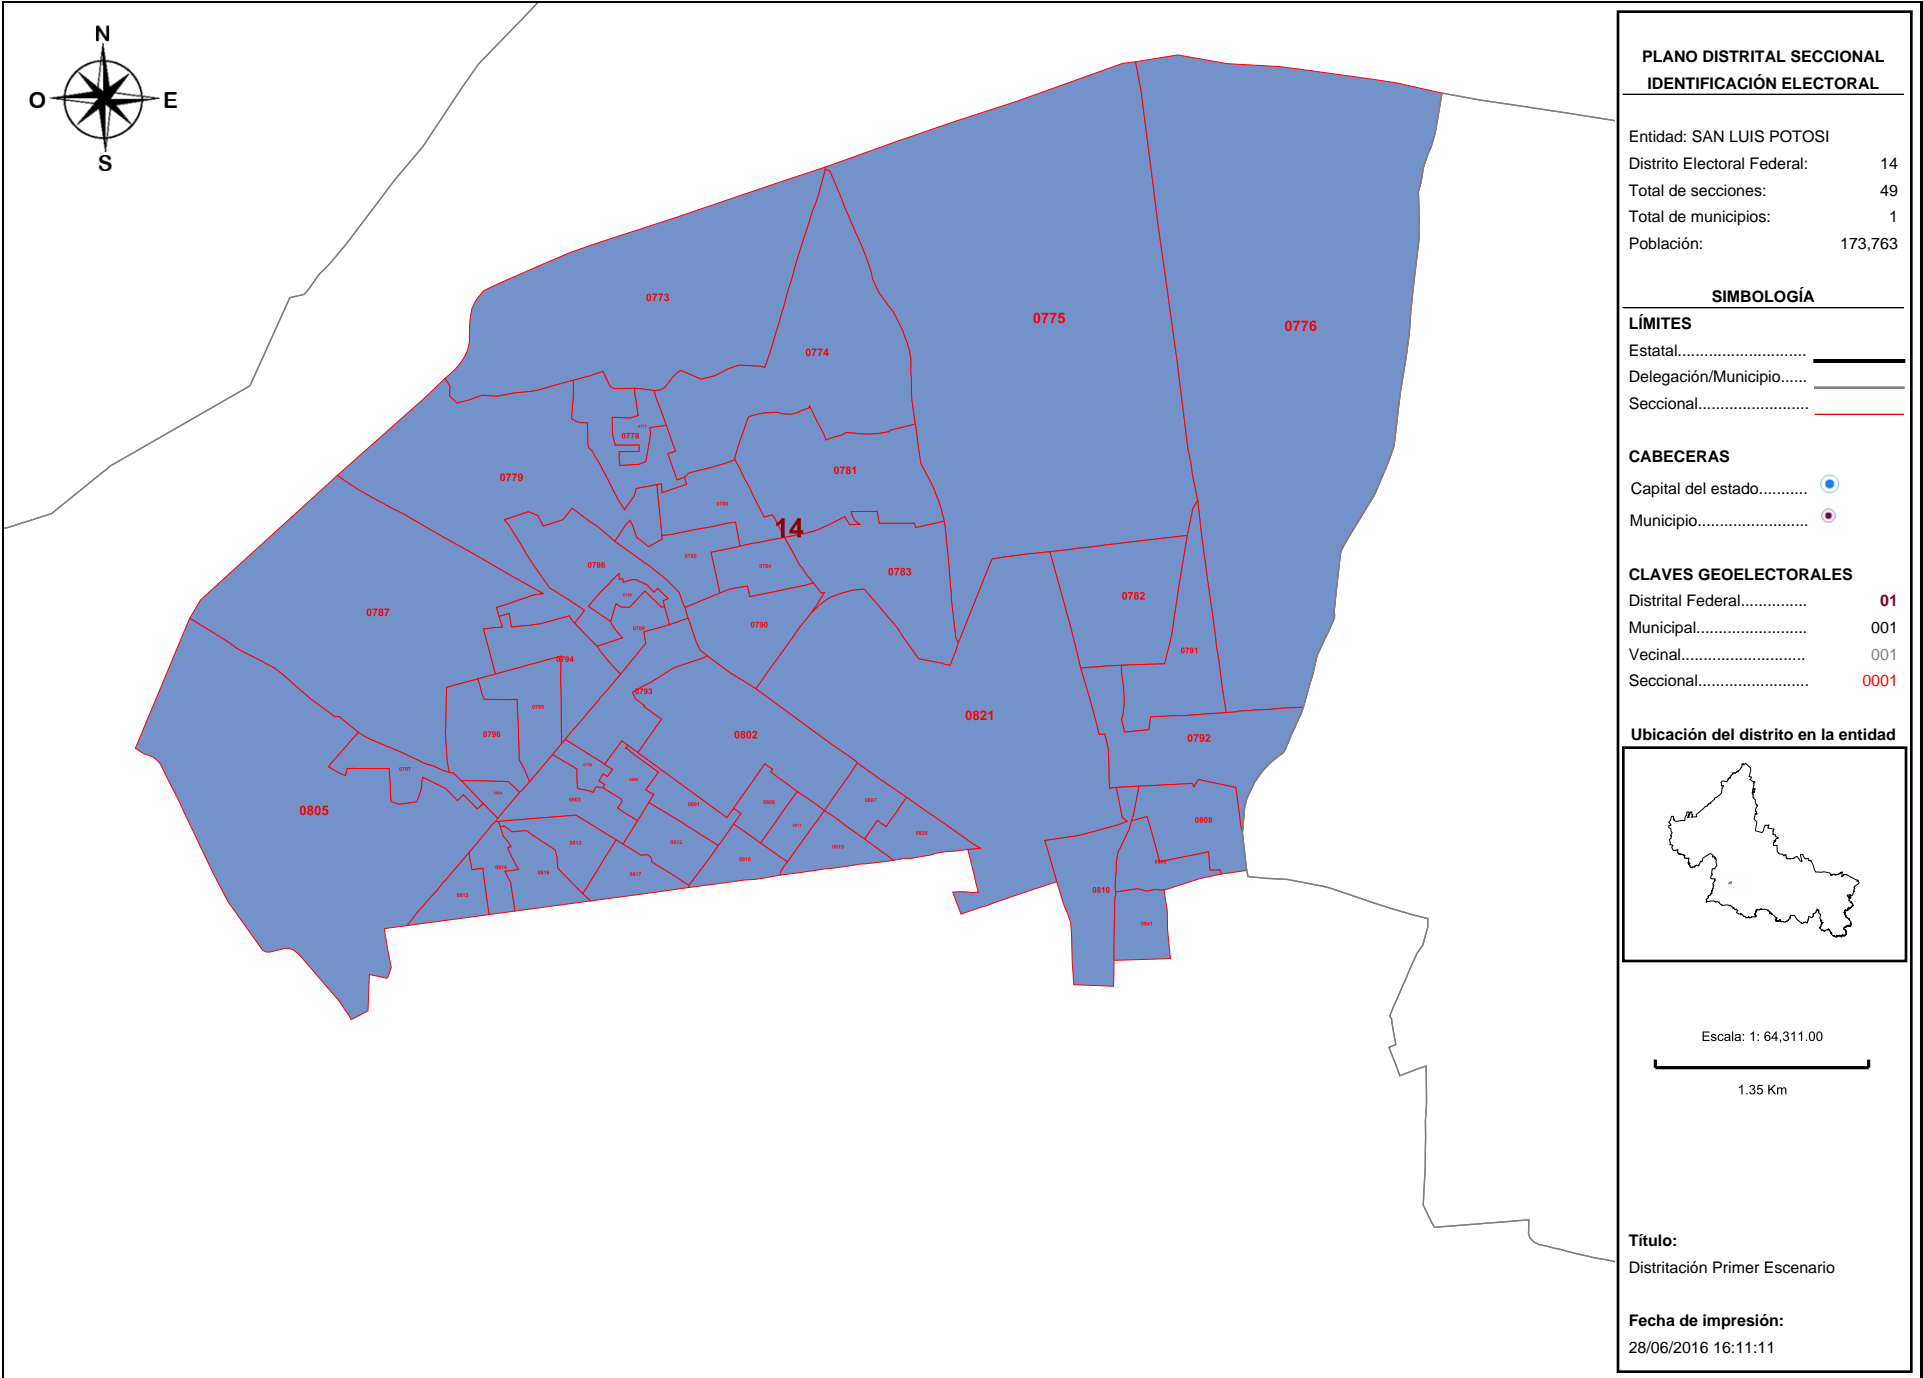 N
O
E
S
0773
0774
0775
0776
0778
0779
0781
14
0783
0786
0782
0787
0790
0791
0794
0793
0821
0802
0792
0796
0805
0808
0810
PLANO DISTRITAL SECCIONAL
IDENTIFICACIÓN ELECTORAL
Entidad: SAN LUIS POTOSI
Distrito Electoral Federal: 14
Total de secciones: 49
Total de municipios: 1
Población: 173,763
SIMBOLOGÍA
LÍMITES
Estatal.............................
Delegación/Municipio......
Seccional.........................
CABECERAS
Capital del estado...........
Municipio........................
CLAVES GEOELECTORALES
Distrital Federal............... 01
Municipal......................... 001
Vecinal............................ 001
Seccional......................... 0001
Ubicación del distrito en la entidad
Escala: 1: 64,311.00
1.35 Km
Título:
Distritación Primer Escenario
Fecha de impresión:
28/06/2016 16:11:11